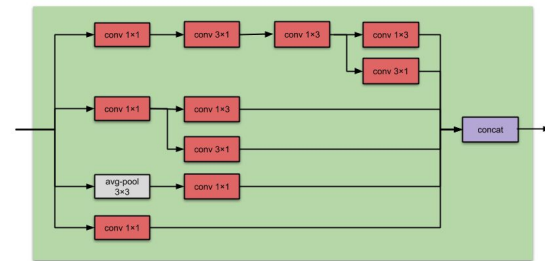 conv 1×1
conv 3×1
conv 1×3
conv 1×3
conv 3×1
conv 1×1
conv 1×3
conv 3×1
concat
avg-pool
3×3
conv 1×1
conv 1×1